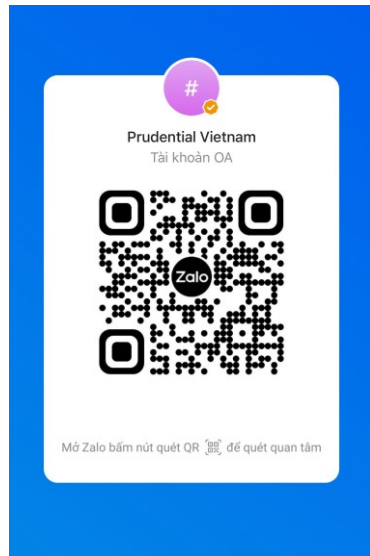 #
Prudential Vietnam
Tài khoản OA
Zalo
Mở Zalo bấm nút quét QR để quét quan tâm